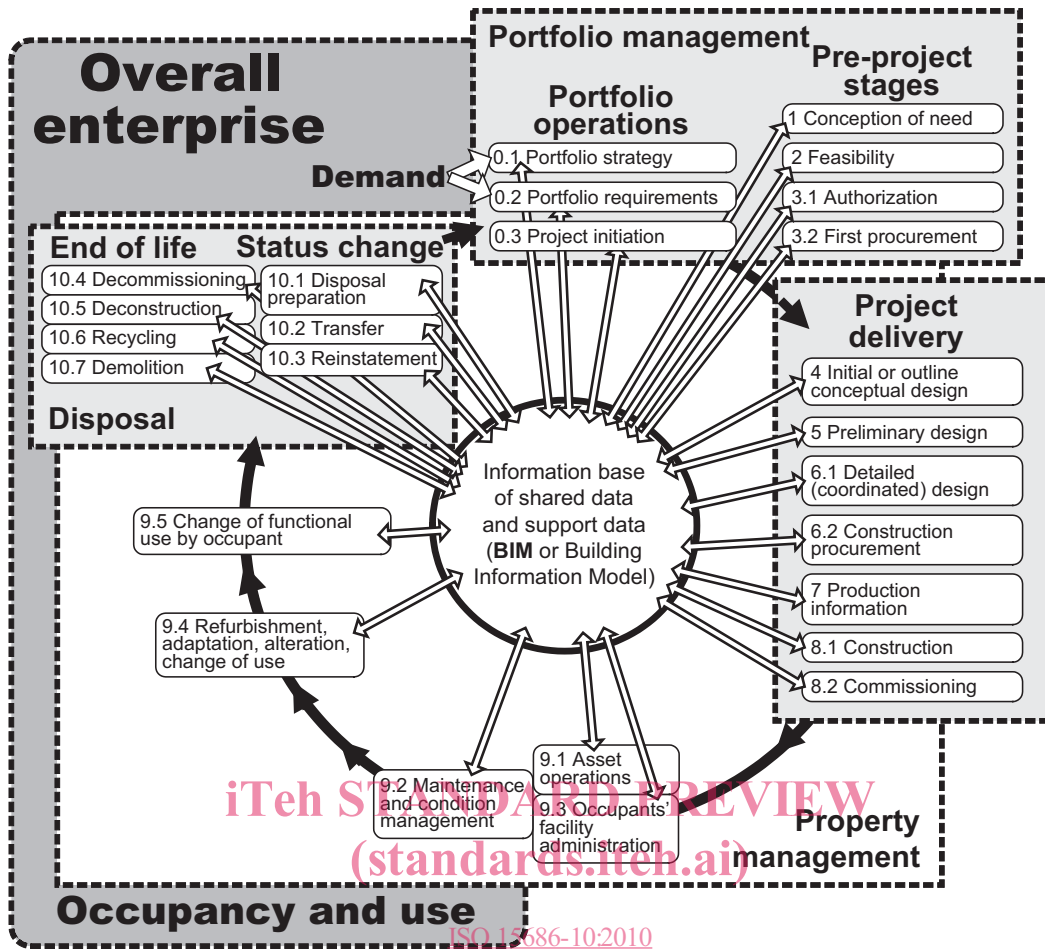 Overall
enterprise
Demand
Portfolio management
Portfolio
operations
0.1 Portfolio strategy
0.2 Portfolio requirements
0.3 Project initiation
Pre-project
stages
1 Conception of need
2 Feasibility
3.1 Authorization
3.2 First procurement
End of life
10.4 Decommissioning
10.5 Deconstruction
10.6 Recycling
10.7 Demolition
Status change
10.1 Disposal
preparation
10.2 Transfer
10.3 Reinstatement
Disposal
Project
delivery
4 Initial or outline
conceptual design
5 Preliminary design
6.1 Detailed
(coordinated) design
6.2 Construction
procurement
7 Production
information
8.1 Construction
8.2 Commissioning
Information base
of shared data
and support data
(BIM or Building
Information Model)
9.5 Change of functional
use by occupant
9.4 Refurbishment,
adaptation, alteration,
change of use
9.2 Maintenance
and condition
management
9.1 Asset
operations
9.3 Occupants'
facility
administration
Property
management
iTeh STANDARD PREVIEW
(standards.iteh.ai)
Occupancy and use
ISO 15686-10:2010